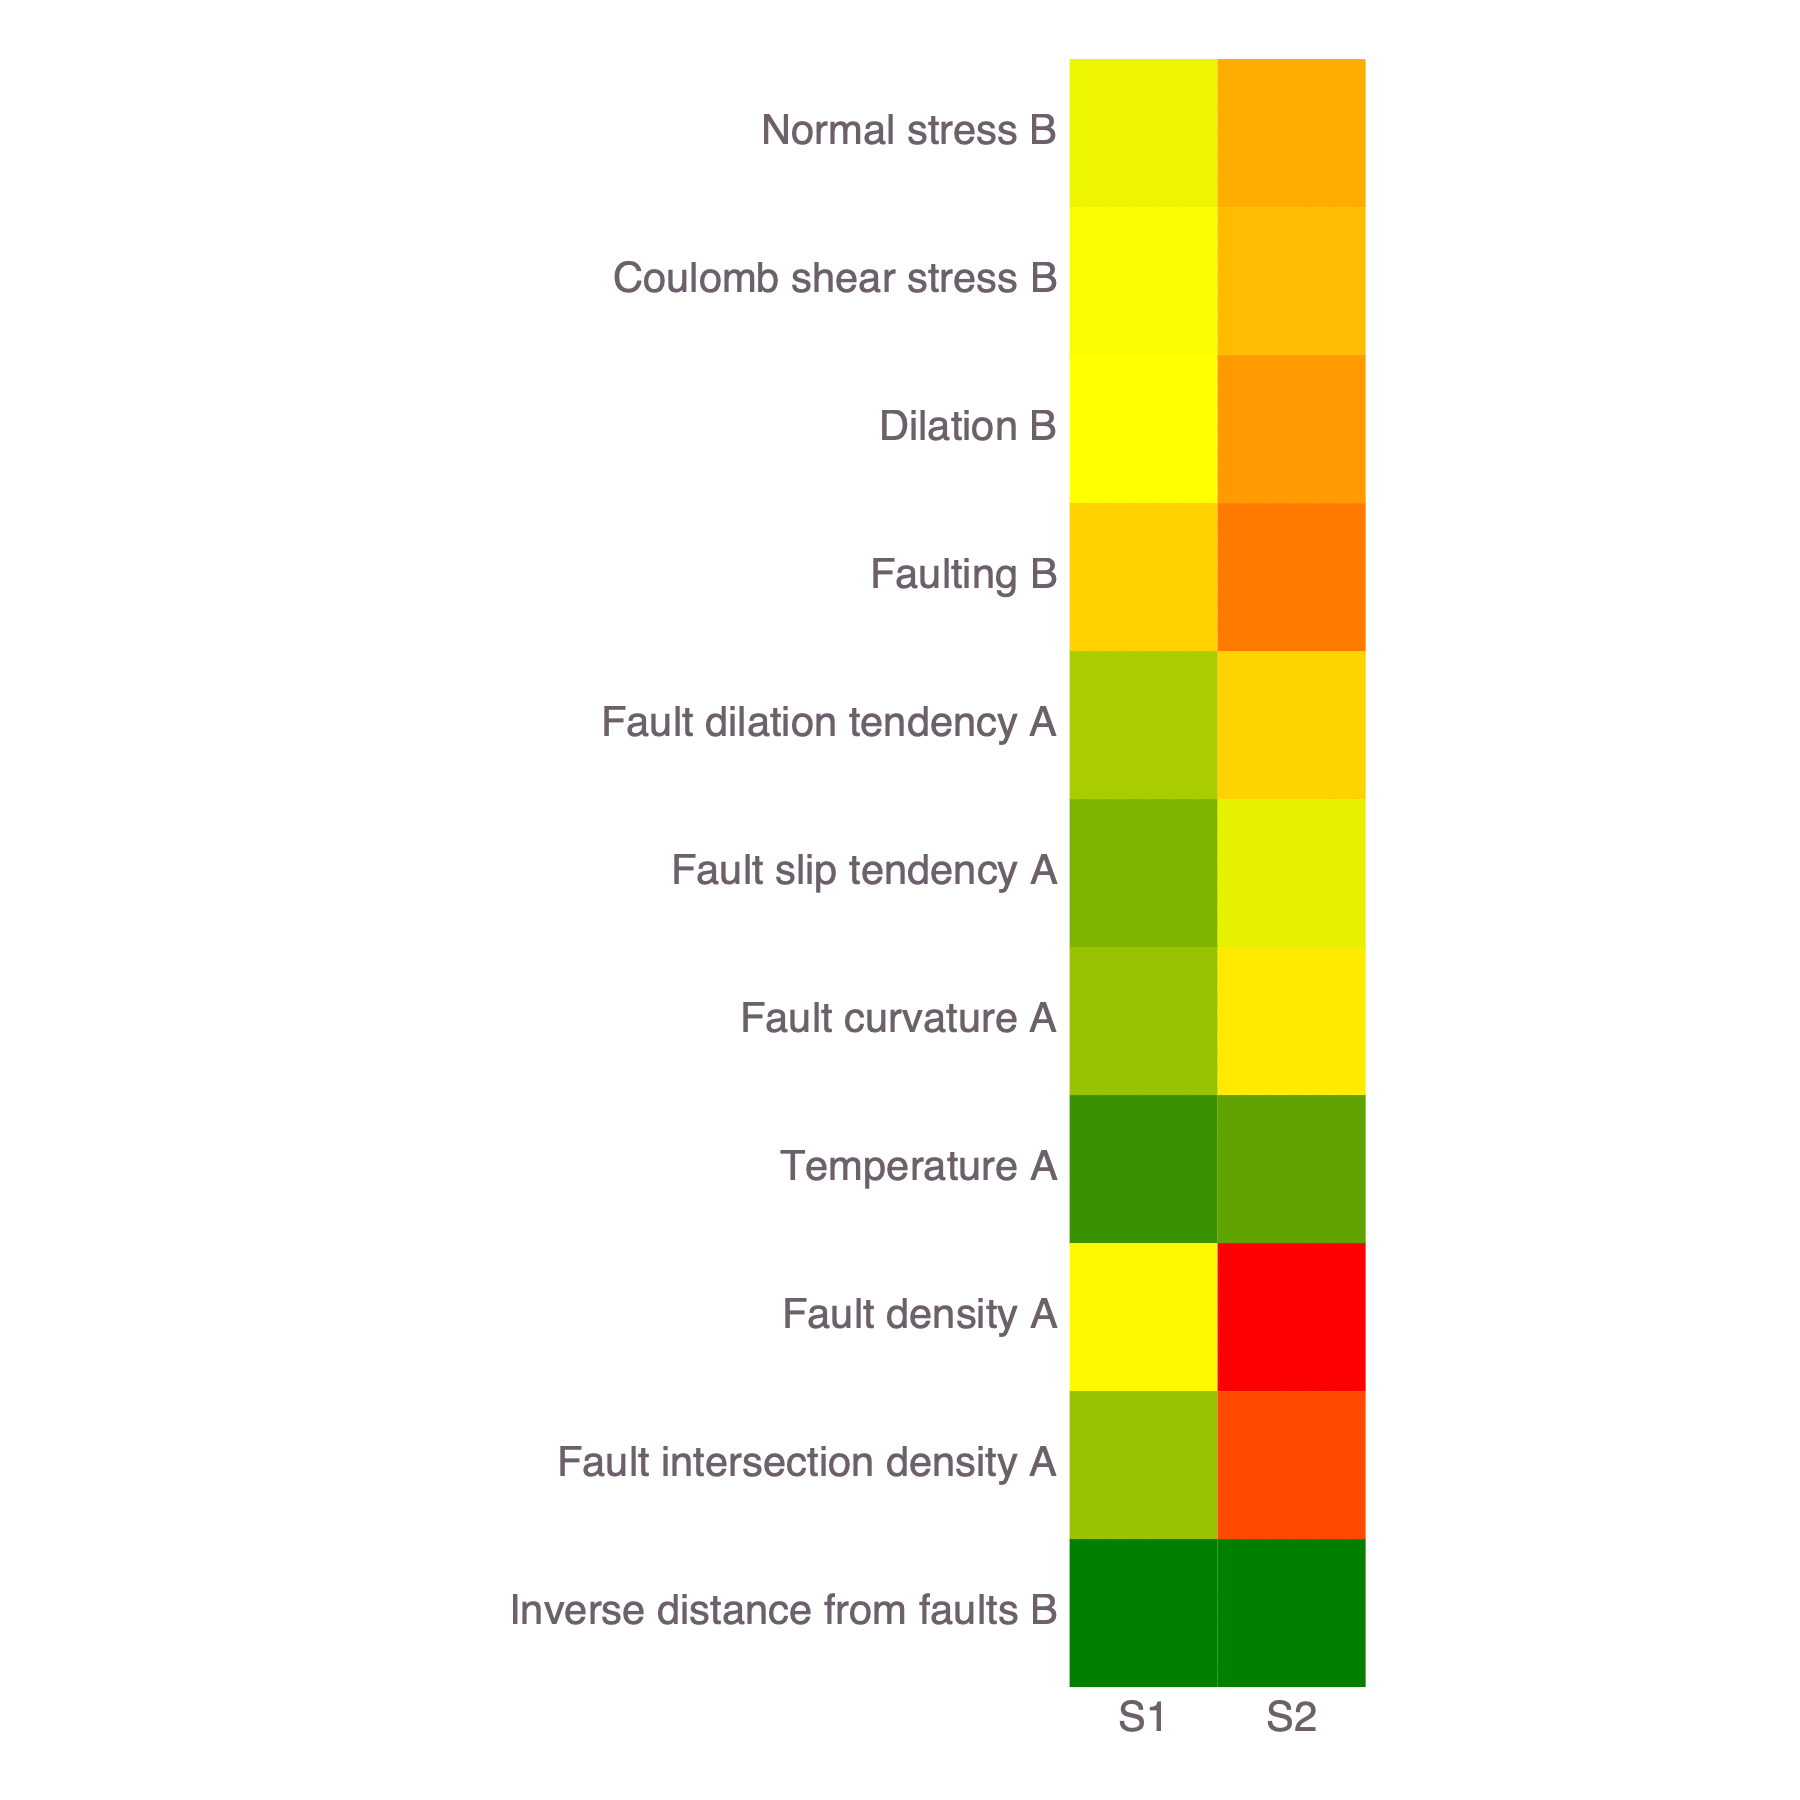 Normal stress B
Coulomb shear stress B
Dilation B
Faulting B
Fault dilation tendency A
Fault slip tendency A
Fault curvature A
Temperature A
Fault density A
Fault intersection density A
Inverse distance from faults B
S1 S2